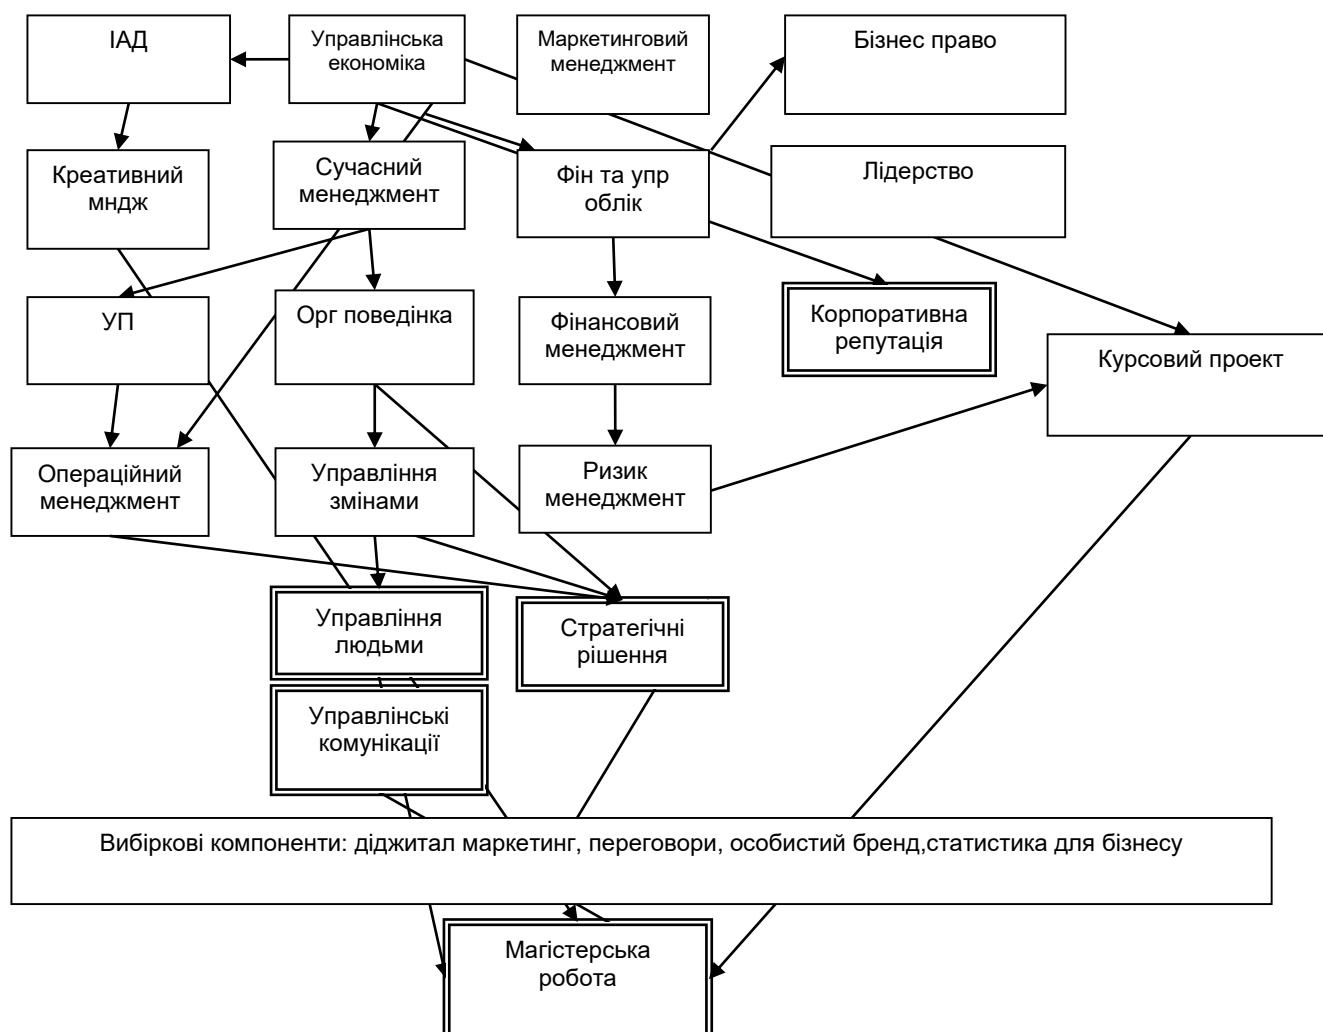 ІАД
Управлінська
економіка
Маркетинговий
менеджмент
Бізнес право
Креативний
мндж
Сучасний
менеджмент
Фін та упр
облік
Лідерство
УП
Орг поведінка
Фінансовий
менеджмент
Корпоративна
репутація
Курсовий проект
Операційний
менеджмент
Управління
змінами
Ризик
менеджмент
Управління
людьми
Стратегічні
рішення
Управлінські
комунікації
Вибіркові компоненти: діджитал маркетинг, переговори, особистий бренд,статистика для бізнесу
Магістерська
робота